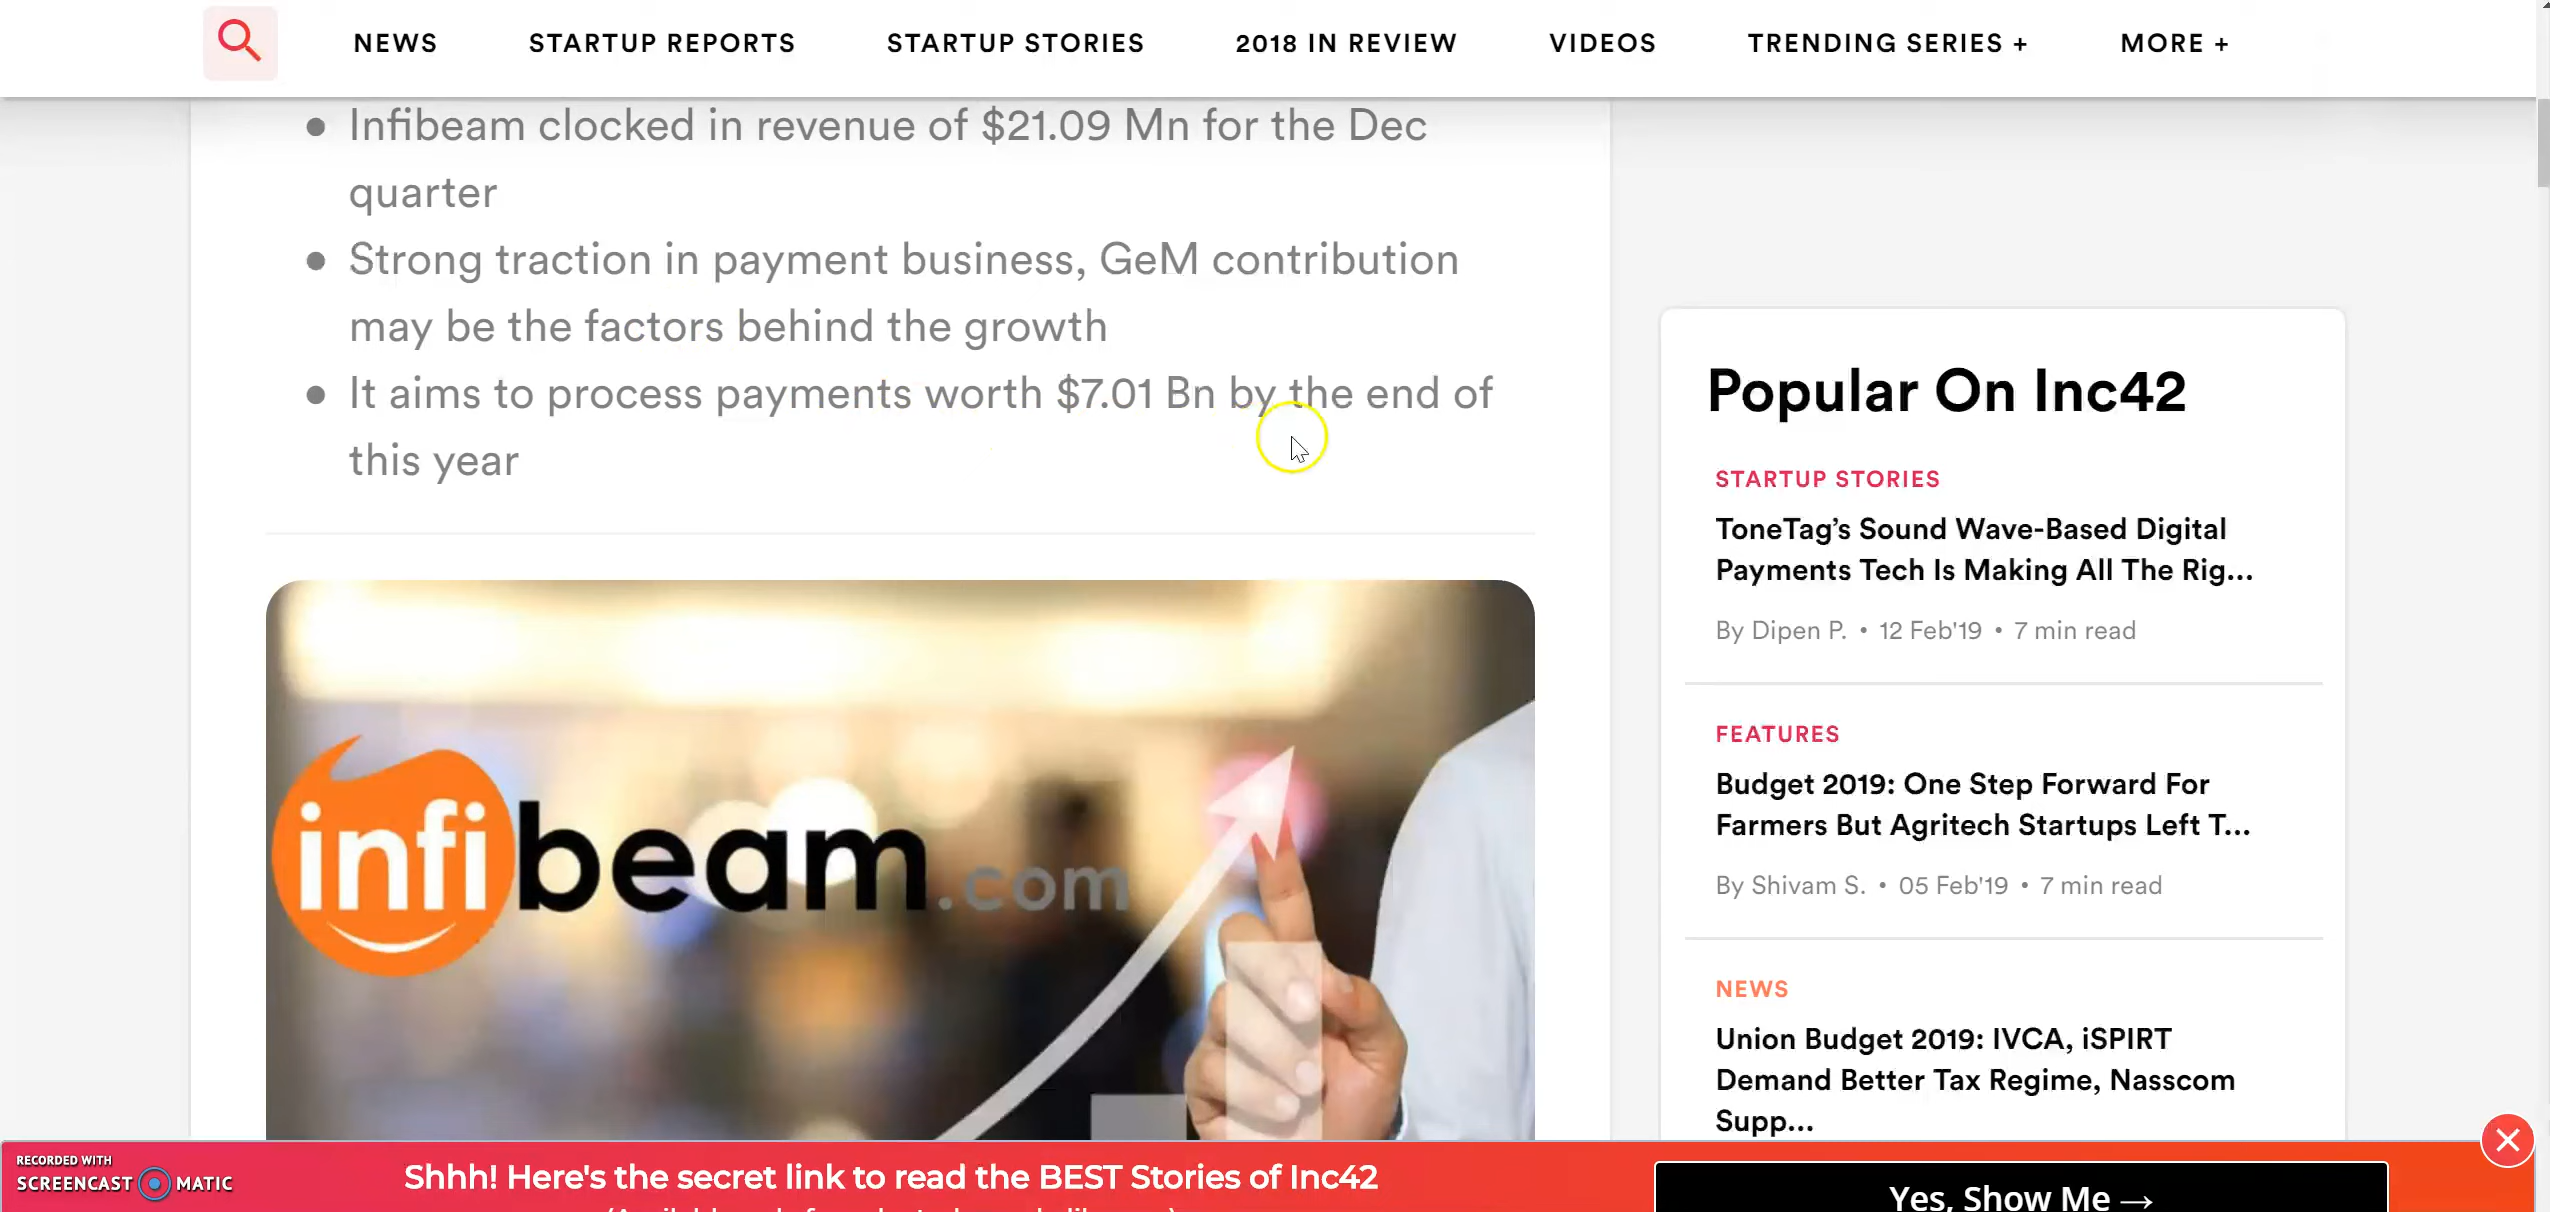 NEWS STARTUP REPORTS STARTUP STORIES 2018 IN REVIEW VIDEOS TRENDING SERIES + MORE +
• Infibeam clocked in revenue of $21.09 Mn for the Dec
quarter
• Strong traction in payment business, GeM contribution
may be the factors behind the growth
• It aims to process payments worth $7.01 Bn by the end of
this year
infibeam.com
Popular On Inc42
STARTUP STORIES
ToneTag’s Sound Wave-Based Digital
Payments Tech Is Making All The Rig...
By Dipen P. • 12 Feb'19 • 7 min read
FEATURES
Budget 2019: One Step Forward For
Farmers But Agritech Startups Left T...
By Shivam S. • 05 Feb'19 • 7 min read
NEWS
Union Budget 2019: IVCA, iSPIRT
Demand Better Tax Regime, Nasscom
Supp...
RECORDED WITH
SCREENCAST MATIC
Shhh! Here's the secret link to read the BEST Stories of Inc42
Yes, Show Me →